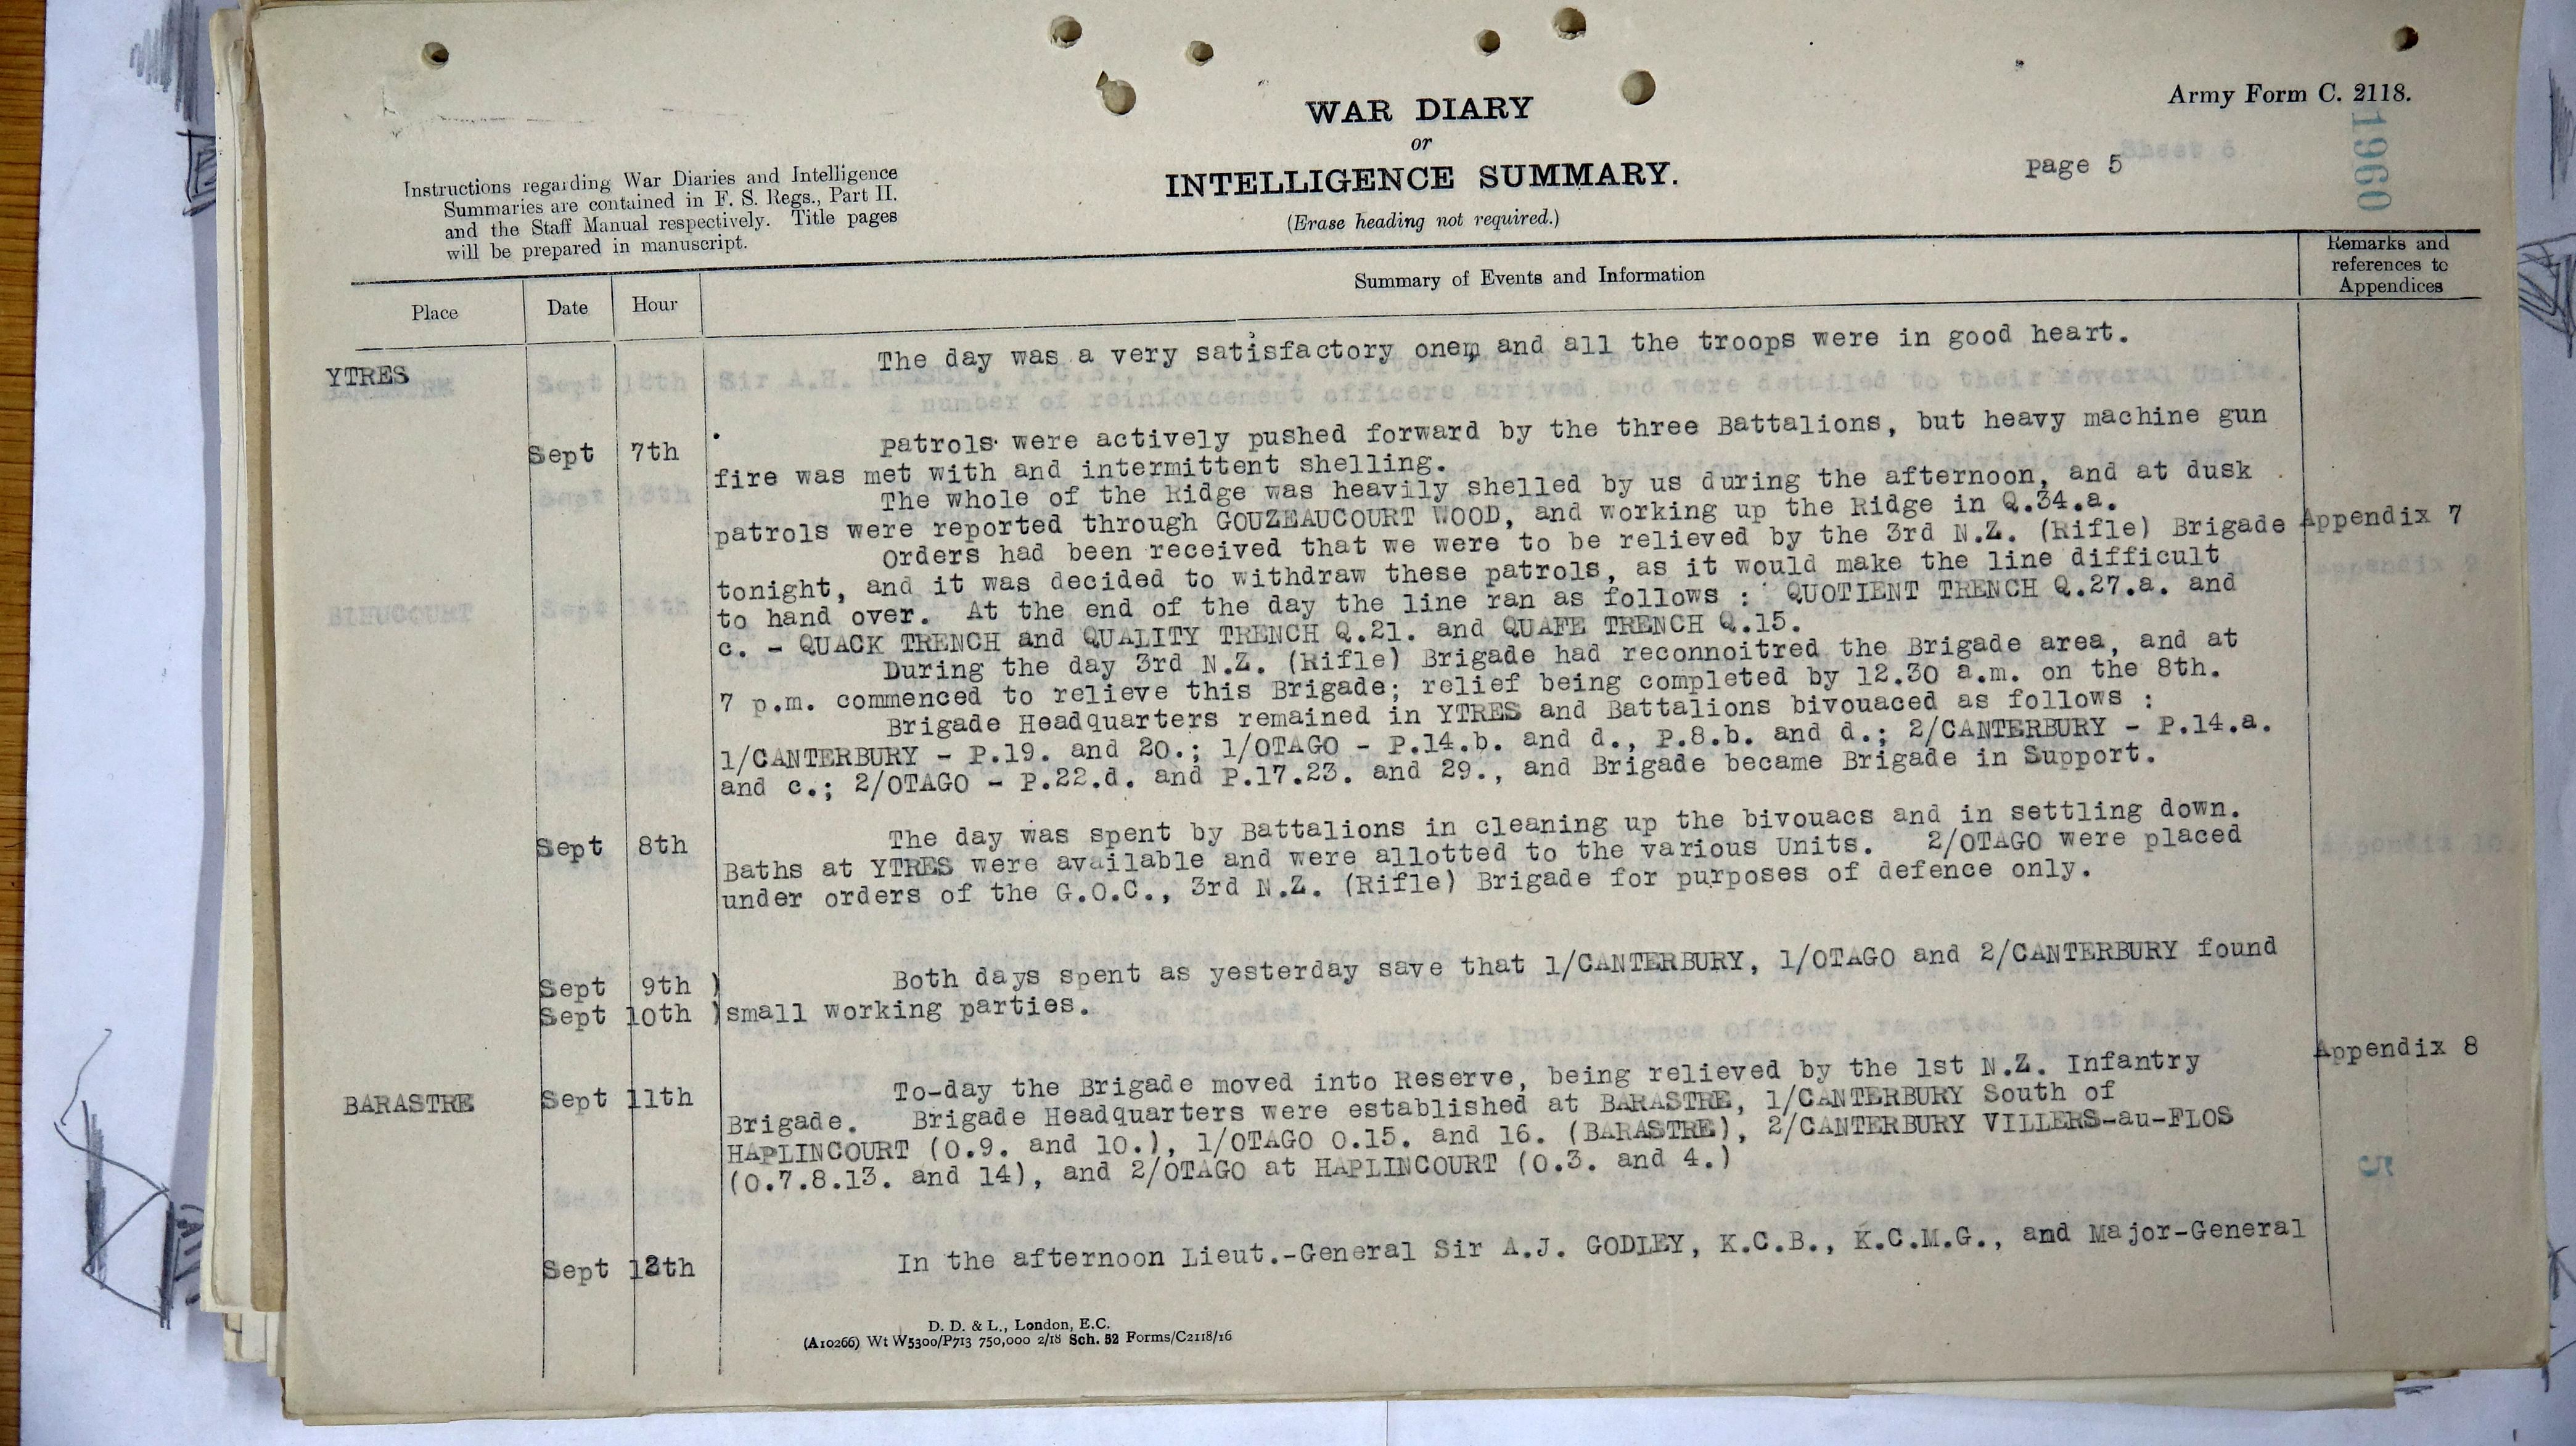 Army Form C. 2118.
WAR DIARY
or
INTELLIGENCE SUMMARY.
(Erase heading not required.)
page 5
1960
Instructions regarding War Diaries and Intelligence
Summaries are contained in F. S. Regs., Part II.
and the Staff Manual respectively. Title pages
will be prepared in manuscript.
Place
Date
Hour
Summary of Events and Information
Remarks and
references to
Appendices
YTRES
The day was a very satisfactory one, and all the troops were in good heart.
Sept 7th
patrols were actively pushed forward by the three Battalions, but heavy machine gun
fire was met with and intermittent shelling.
The whole of the Ridge was heavily shelled by us during the afternoon, and at dusk
patrols were reported through GOUZEAUCOURT WOOD, and working up the Ridge in Q.34.a.
Orders had been received that we were to be relieved by the 3rd N.Z. (Rifle) Brigade Appendix 7
tonight, and it was decided to withdraw these patrols, as it would make the line difficult
to hand over. At the end of the day the line ran as follows : QUOTIENT TRENCH Q.27.a. and
c. - QUACK TRENCH and QUALITY TRENCH Q.21. and QUAFE TRENCH Q.15.
During the day 3rd N.Z. (Rifle) Brigade had reconnoitred the Brigade area, and at
7 p.m. commenced to relieve this Brigade; relief being completed by 12.30 a.m. on the 8th.
Brigade Headquarters remained in YTRES and Battalions bivouaced as follows :
1/CANTERBURY - P.19. and 20.; 1/OTAGO - P.14.b. and d., P.8.b. and d.; 2/CANTERBURY - P.14.a.
and c.; 2/OTAGO - P.22.d. and P.17.23. and 29., and Brigade became Brigade in Support.
Sept 8th
The day was spent by Battalions in cleaning up the bivouacs and in settling down.
Baths at YTRES were available and were allotted to the various Units. 2/OTAGO were placed
under orders of the G.O.C., 3rd N.Z. (Rifle) Brigade for purposes of defence only.
Sept 9th )
Both days spent as yesterday save that 1/CANTERBURY, 1/OTAGO and 2/CANTERBURY found
Sept 10th ) small working parties.
Appendix 8
BARASTRE
Sept 11th
To-day the Brigade moved into Reserve, being relieved by the 1st N.Z. Infantry
Brigade. Brigade Headquarters were established at BARASTRE, 1/CANTERBURY South of
HAPLINCOURT (O.9. and 10.), 1/OTAGO O.15. and 16. (BARASTRE), 2/CANTERBURY VILLERS-au-FLOS
(O.7.8.13. and 14), and 2/OTAGO at HAPLINCOURT (O.3. and 4.)
Sept 12th
In the afternoon Lieut.-General Sir A.J. GODLEY, K.C.B., K.C.M.G., and Major-General
D. D. & L., London, E.C.
(A10266) Wt W5300/P713 750,000 2/18 Sch. 52 Forms/C2118/16